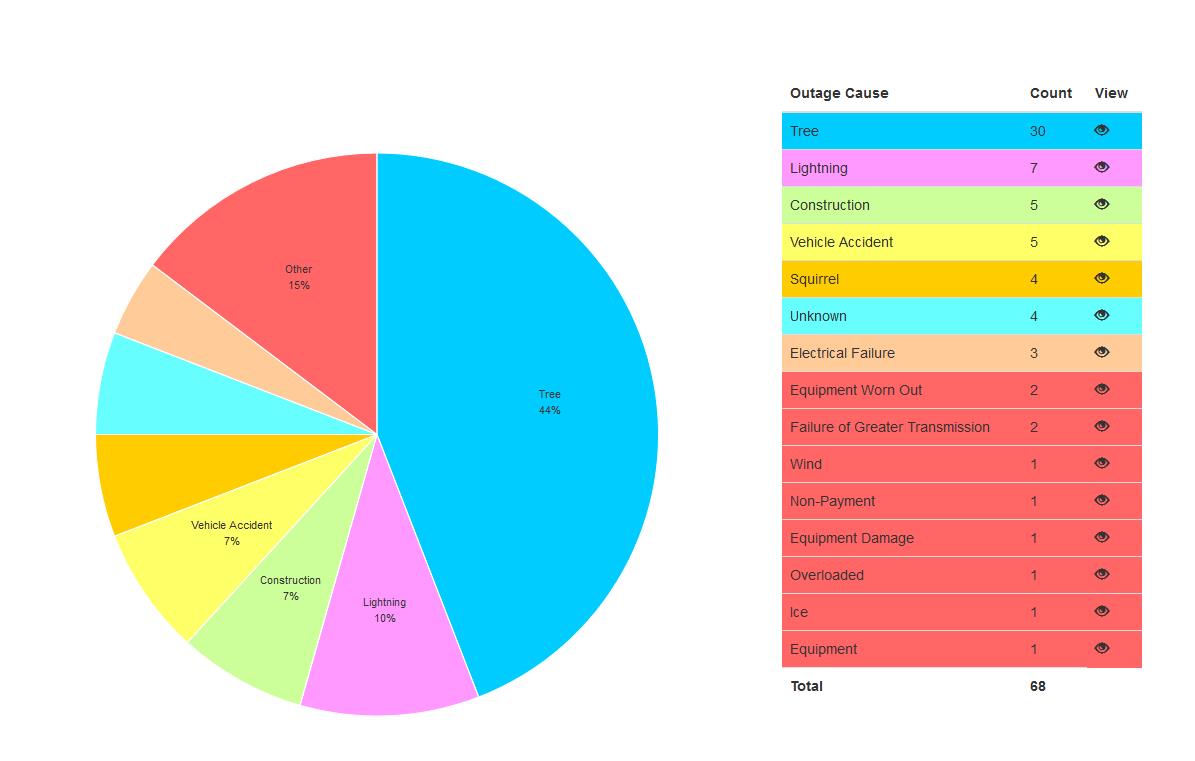 Outage Cause Count View
Tree 30
Lightning 7
Construction 5
Vehicle Accident 5
Squirrel 4
Unknown 4
Electrical Failure 3
Equipment Worn Out 2
Failure of Greater Transmission 2
Wind 1
Non-Payment 1
Equipment Damage 1
Overloaded 1
Ice 1
Equipment 1
Total 68
Other
15%
Tree
44%
Vehicle Accident
7%
Construction
7%
Lightning
10%